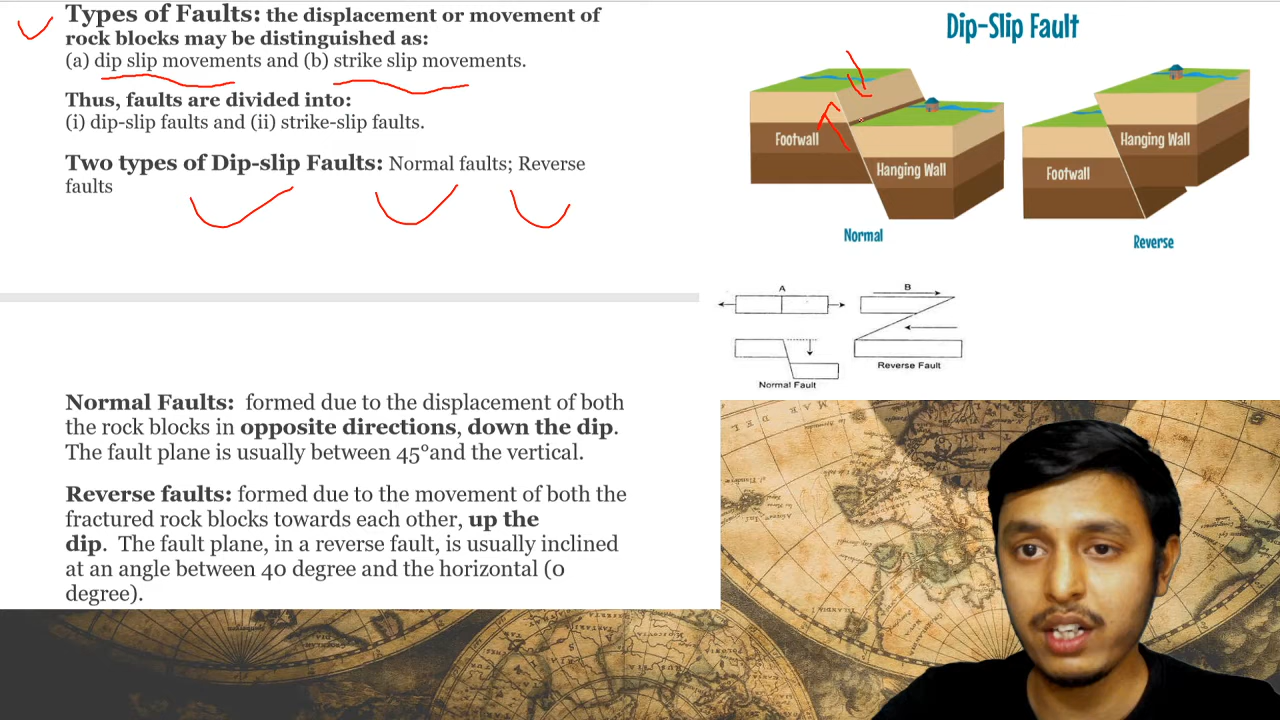 Types of Faults: the displacement or movement of
rock blocks may be distinguished as:
(a) dip slip movements and (b) strike slip movements.
Thus, faults are divided into:
(i) dip-slip faults and (ii) strike-slip faults.
Two types of Dip-slip Faults: Normal faults; Reverse
faults
Normal Faults: formed due to the displacement of both
the rock blocks in opposite directions, down the dip.
The fault plane is usually between 45°and the vertical.
Reverse faults: formed due to the movement of both the
fractured rock blocks towards each other, up the
dip. The fault plane, in a reverse fault, is usually inclined
at an angle between 40 degree and the horizontal (0
degree).
Dip-Slip Fault
Footwall
Hanging Wall
Normal
Footwall
Hanging Wall
Reverse
A
Normal Fault
B
Reverse Fault